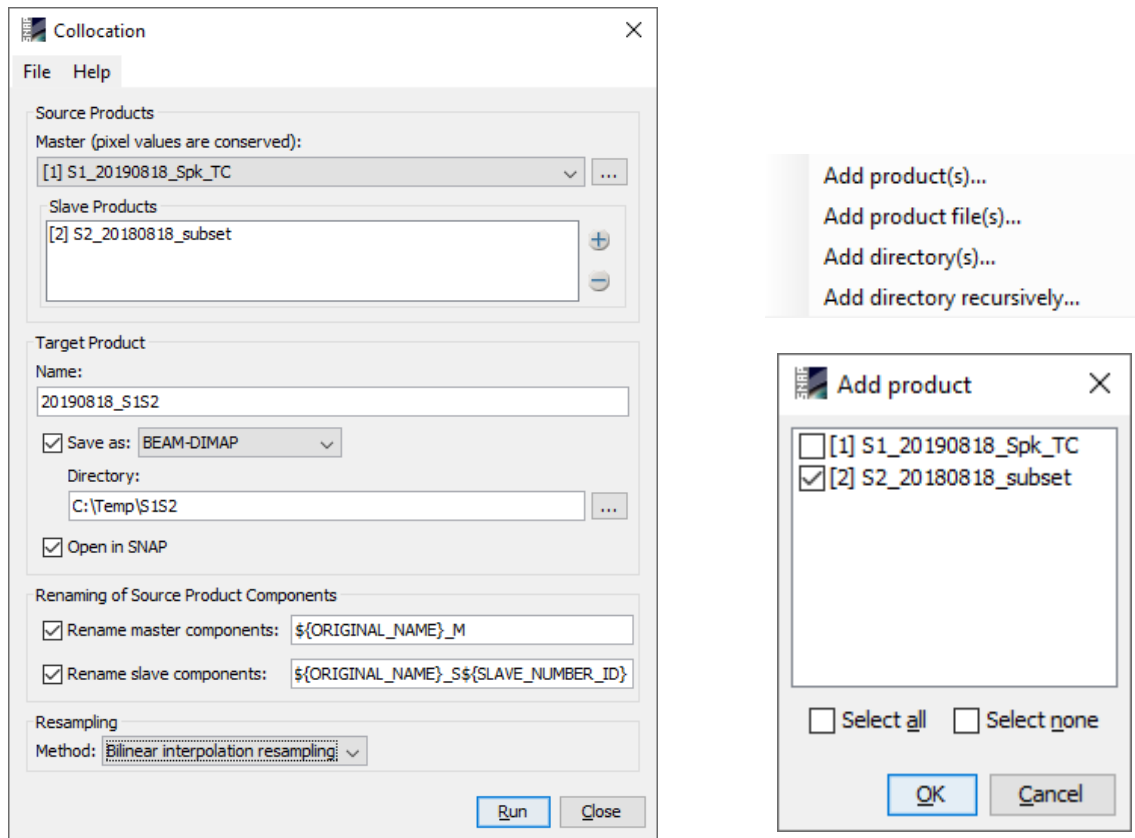 Collocation
File Help
Source Products
Master (pixel values are conserved):
[1] S1_20190818_Spk_TC
...
Slave Products
[2] S2_20180818_subset
Target Product
Name:
20190818_S1S2
Save as: BEAM-DIMAP
Directory:
C:\Temp\S1S2
...
Open in SNAP
Renaming of Source Product Components
Rename master components: ${ORIGINAL_NAME}_M
Rename slave components: ${ORIGINAL_NAME}_S${SLAVE_NUMBER_ID}
Resampling
Method: Bilinear interpolation resampling
Run Close
Add product(s)...
Add product file(s)...
Add directory(s)...
Add directory recursively...
SNAP Add product
[1] S1_20190818_Spk_TC
[2] S2_20180818_subset
Select all Select none
OK Cancel